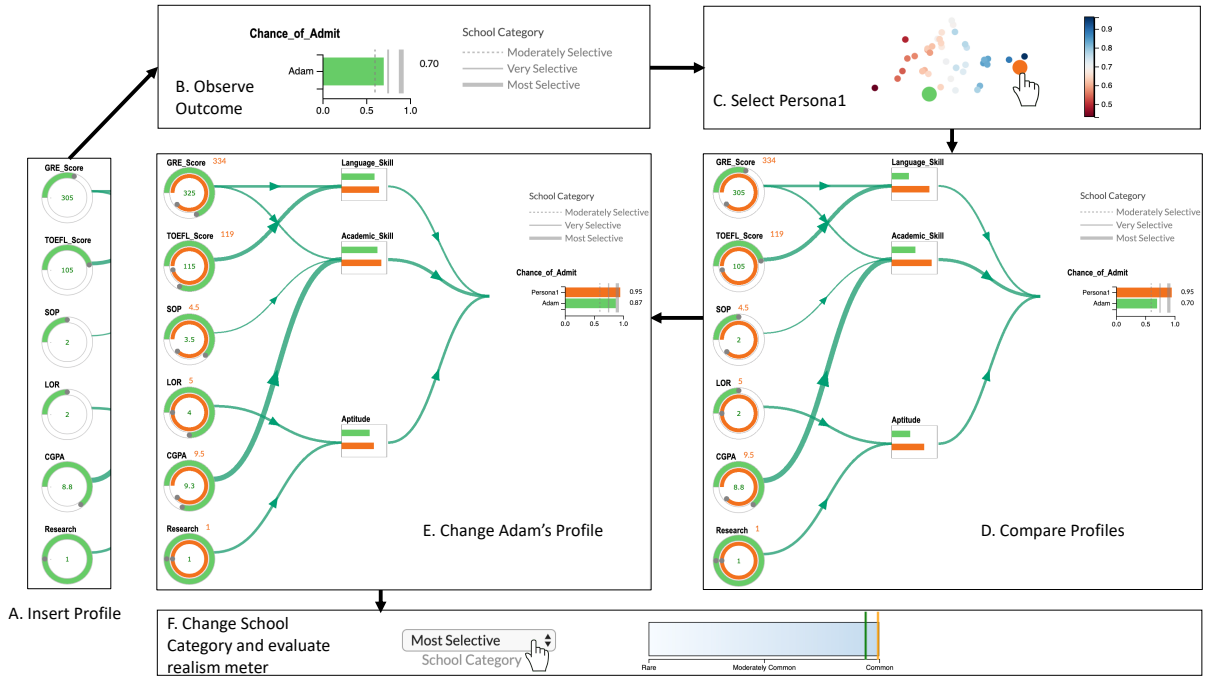 Chance_of_Admit
Adam
0.0
0.5
1.0
0.70
School Category
Moderately Selective
Very Selective
Most Selective
B. Observe
Outcome
0.9
0.8
0.7
0.6
0.5
C. Select Persona1
GRE_Score
305
TOEFL_Score
105
SOP
2
LOR
2
CGPA
8.8
Research
1
A. Insert Profile
GRE_Score 334
325
TOEFL_Score 119
115
SOP 4.5
3.5
LOR 5
4
CGPA 9.5
9.3
Research 1
1
Language_Skill
Academic_Skill
Aptitude
School Category
Moderately Selective
Very Selective
Most Selective
Chance_of_Admit
Persona1 0.95
Adam 0.87
0.0 0.5 1.0
E. Change Adam's Profile
GRE_Score 334
305
TOEFL_Score 119
105
SOP 4.5
2
LOR 5
2
CGPA 9.5
8.8
Research 1
1
Language_Skill
Academic_Skill
Aptitude
School Category
Moderately Selective
Very Selective
Most Selective
Chance_of_Admit
Persona1 0.95
Adam 0.70
0.0 0.5 1.0
D. Compare Profiles
F. Change School
Category and evaluate
realism meter
Most Selective
School Category
Rare
Moderately Common
Common